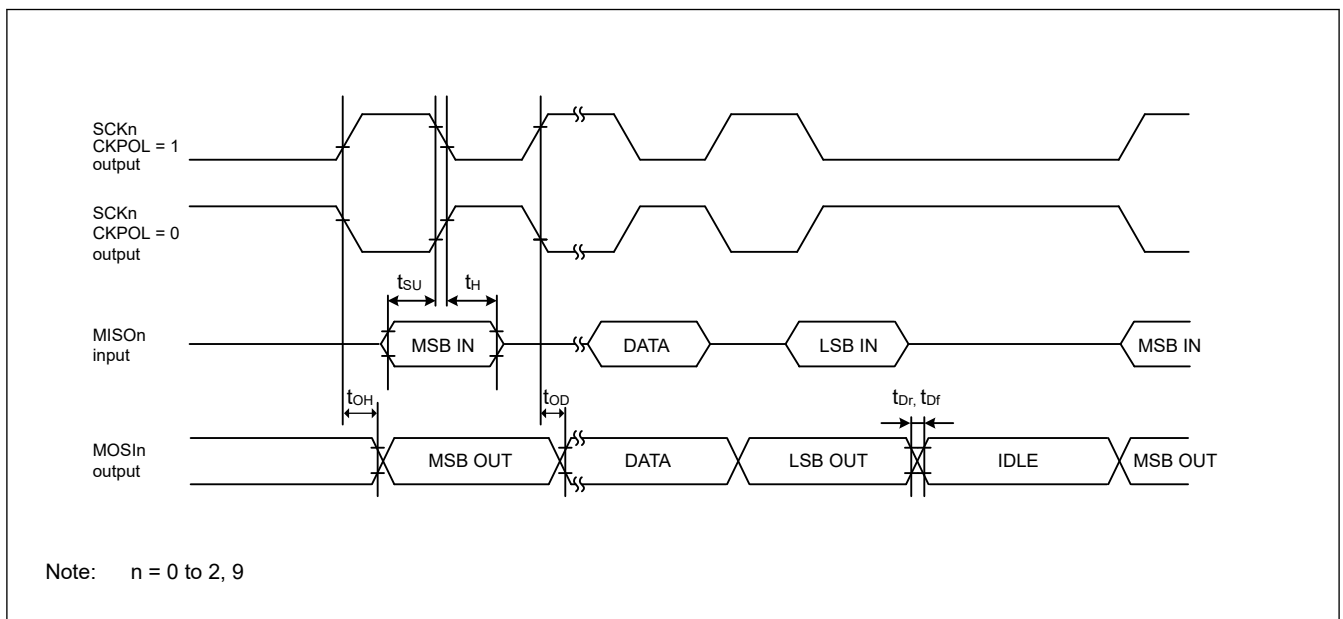 SCKn
CKPOL = 1
output
SCKn
CKPOL = 0
output
tSU
tH
MISOn
input
MSB IN
DATA
LSB IN
MSB IN
tOH
tOD
tDr, tDf
MOSIn
output
MSB OUT
DATA
LSB OUT
IDLE
MSB OUT
Note: n = 0 to 2, 9